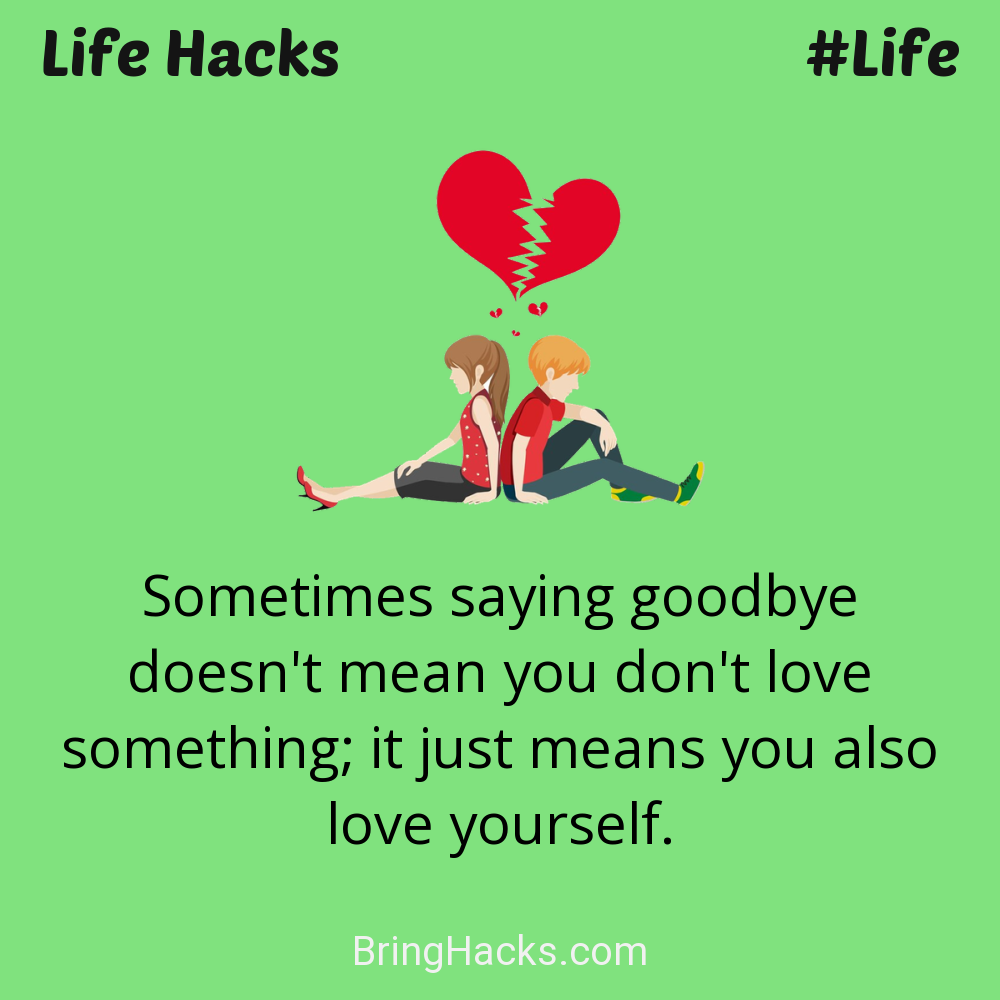 Life Hacks
#Life
Sometimes saying goodbye
doesn't mean you don't love
something; it just means you also
love yourself.
BringHacks.com